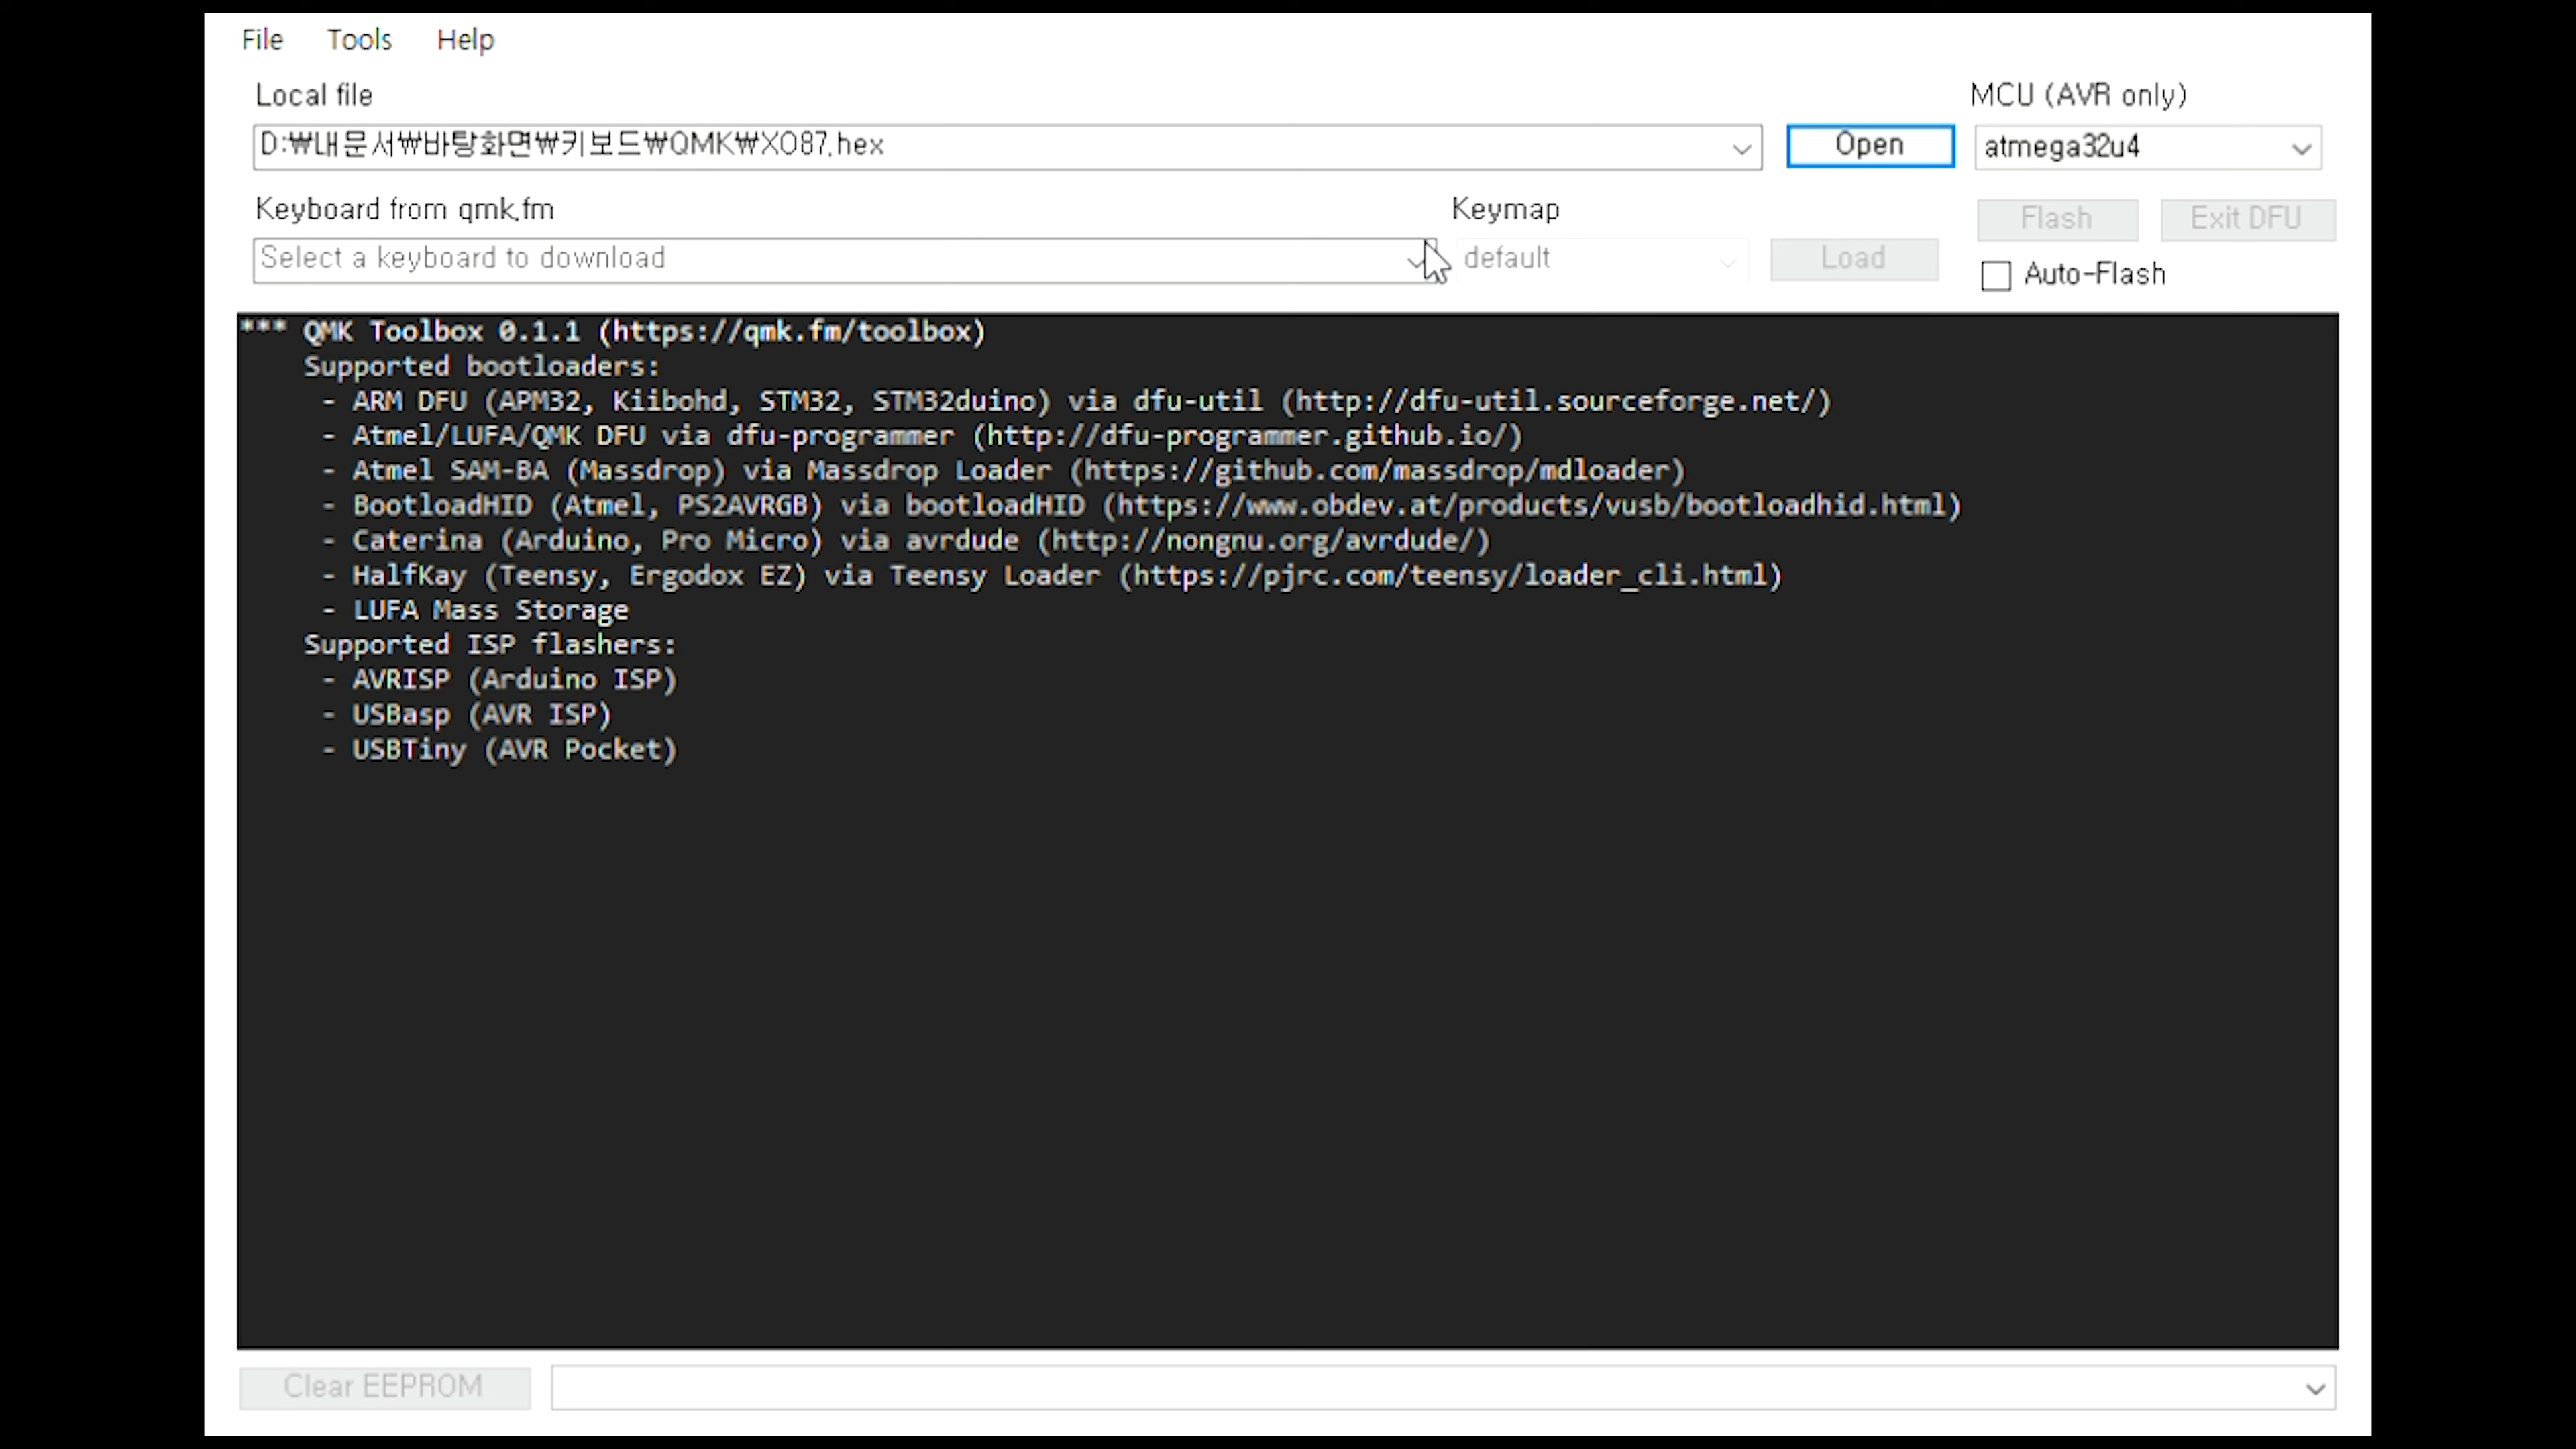 File Tools Help
Local file
MCU (AVR only)
D:₩내문서₩바탕화면₩키보드₩QMK₩XO87.hex
Open
atmega32u4
Keyboard from qmk.fm
Keymap
Flash
Exit DFU
Select a keyboard to download
default
Load
Auto-Flash
*** QMK Toolbox 0.1.1 (https://qmk.fm/toolbox)
Supported bootloaders:
- ARM DFU (APM32, Kiibohd, STM32, STM32duino) via dfu-util (http://dfu-util.sourceforge.net/)
- Atmel/LUFA/QMK DFU via dfu-programmer (http://dfu-programmer.github.io/)
- Atmel SAM-BA (Massdrop) via Massdrop Loader (https://github.com/massdrop/mdloader)
- BootloadHID (Atmel, PS2AVRGB) via bootloadHID (https://www.obdev.at/products/vusb/bootloadhid.html)
- Caterina (Arduino, Pro Micro) via avrdude (http://nongnu.org/avrdude/)
- HalfKay (Teensy, Ergodox EZ) via Teensy Loader (https://pjrc.com/teensy/loader_cli.html)
- LUFA Mass Storage
Supported ISP flashers:
- AVRISP (Arduino ISP)
- USBasp (AVR ISP)
- USBTiny (AVR Pocket)
Clear EEPROM